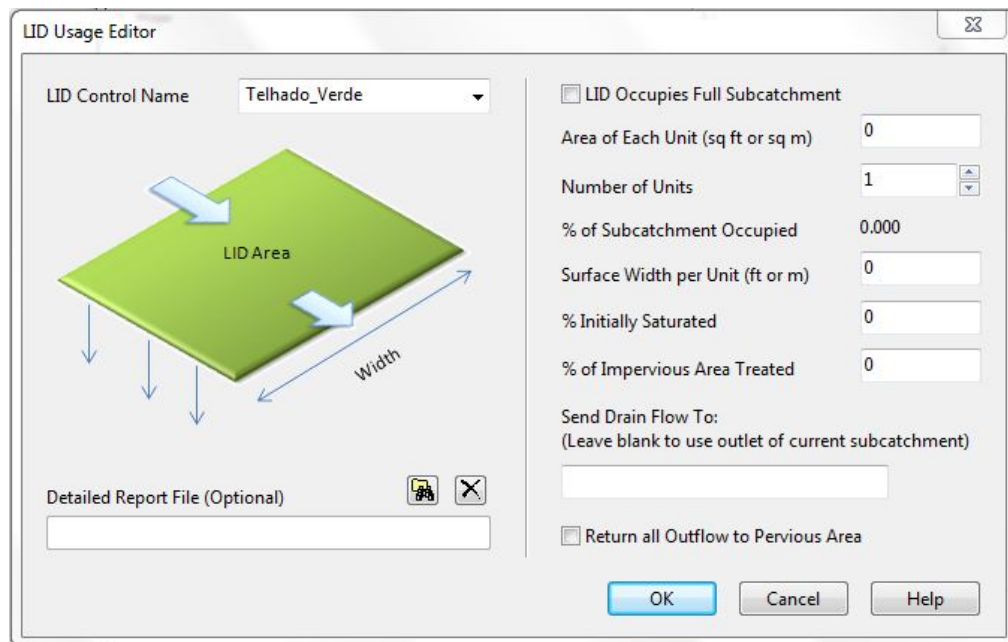 LID Usage Editor
LID Control Name
Telhado_Verde
LID Area
Width
Detailed Report File (Optional)
LID Occupies Full Subcatchment
Area of Each Unit (sq ft or sq m)
0
Number of Units
1
% of Subcatchment Occupied
0.000
Surface Width per Unit (ft or m)
0
% Initially Saturated
0
% of Impervious Area Treated
0
Send Drain Flow To:
(Leave blank to use outlet of current subcatchment)
Return all Outflow to Pervious Area
OK
Cancel
Help